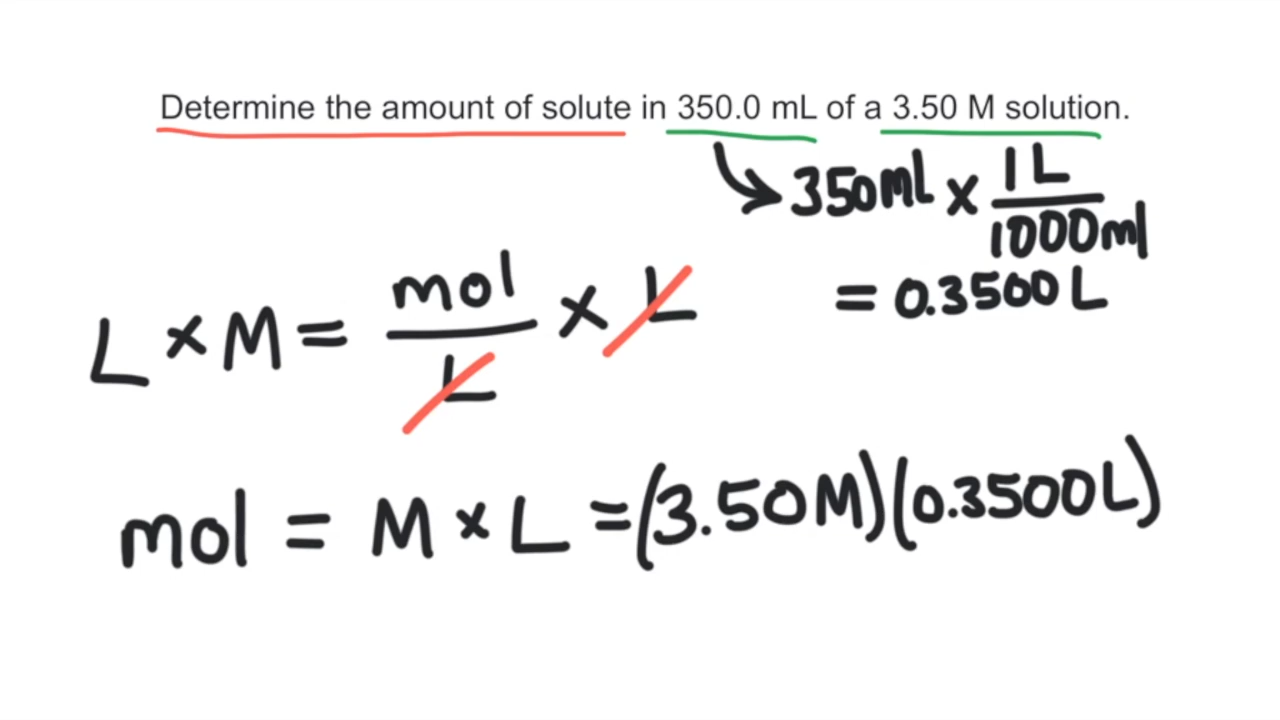 Determine the amount of solute in 350.0 mL of a 3.50 M solution.
350ml x 1L/1000ml
= 0.3500 L
L x M = mol/L x L
mol = M x L = (3.50M)(0.3500L)